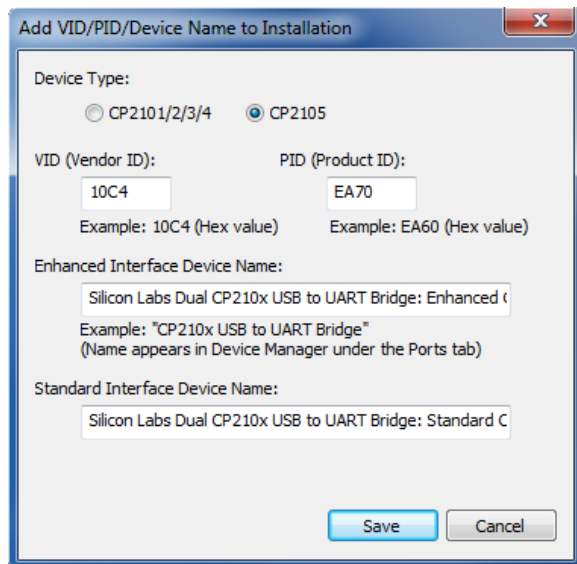 Add VID/PID/Device Name to Installation
Device Type:
CP2101/2/3/4 CP2105
VID (Vendor ID): PID (Product ID):
10C4 EA70
Example: 10C4 (Hex value) Example: EA60 (Hex value)
Enhanced Interface Device Name:
Silicon Labs Dual CP210x USB to UART Bridge: Enhanced
Example: "CP210x USB to UART Bridge"
(Name appears in Device Manager under the Ports tab)
Standard Interface Device Name:
Silicon Labs Dual CP210x USB to UART Bridge: Standard C
Save Cancel